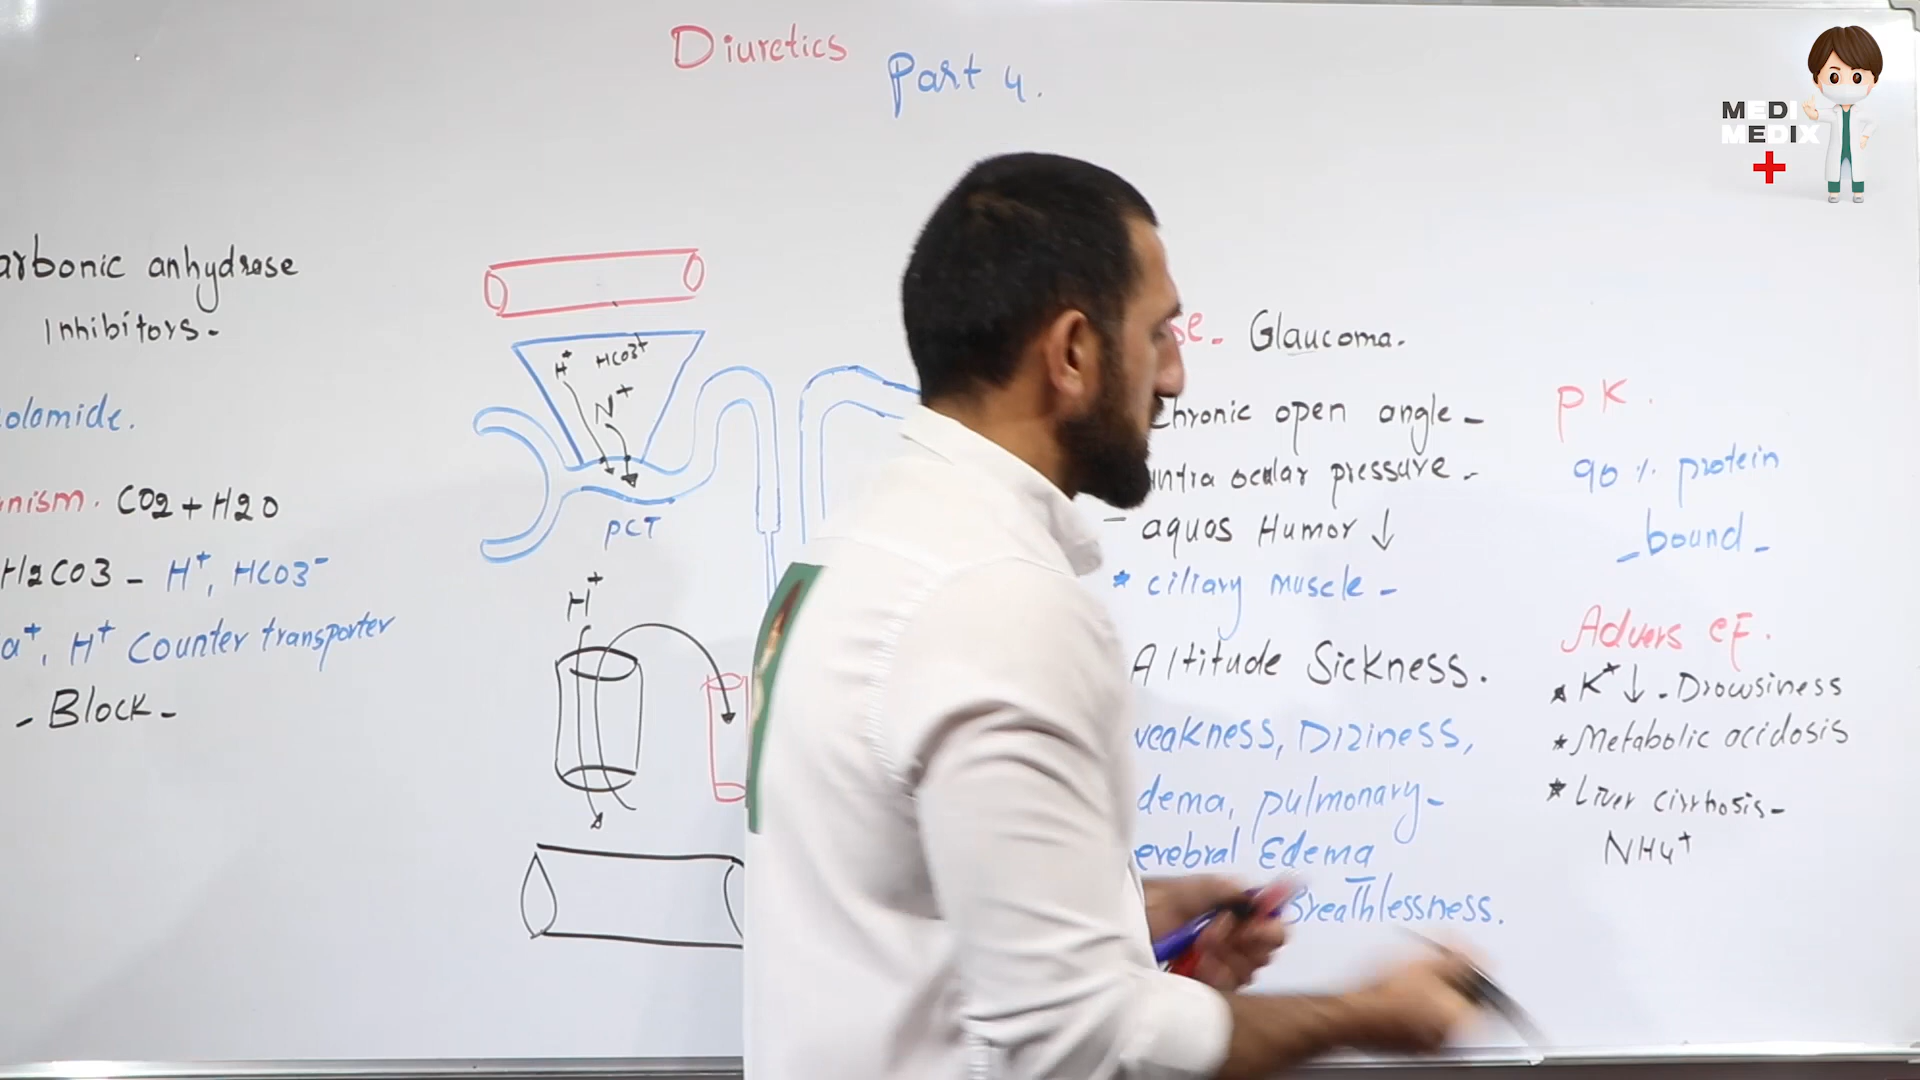 Diuretics
Part 4.
MEDI
MEDIX
arbonic anhydrase
Inhibitors-
olamide.
nism. CO2 + H2O
H2CO3 - H+, HCO3-
a+, H+ Counter transporter
- Block -
H+ HCO3+
N+
PCT
H+
se- Glaucoma.
Chronic open angle -
intra ocular pressure -
- aquos Humor ↓
* ciliary muscle -
Altitude Sickness.
weakness, Diziness,
dema, pulmonary -
erebral Edema
Breathlessness.
PK.
90 % protein
- bound -
Advers eF.
* K+ ↓ - Drowsiness
* Metabolic acidosis
* Liver cirrhosis -
NH4+